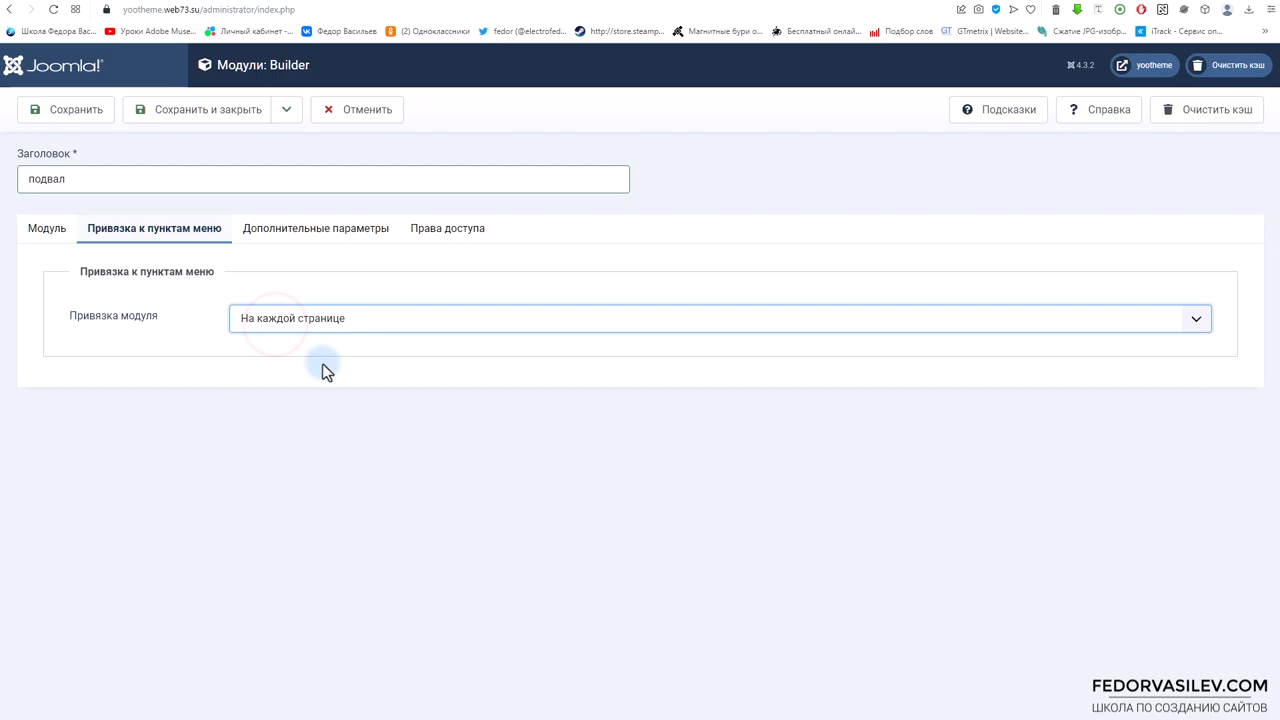 yootheme.web73.su/administrator/index.php
Школа Федора Вас...
Уроки Adobe Muse...
Личный кабинет -...
Федор Васильев
(2) Одноклассники
fedor (@electrofed...
http://store.steamp...
Магнитные бури о...
Бесплатный онлай...
Подбор слов
GT
GTmetrix | Website...
Сжатие JPG-изобр...
iTrack - Сервис оп...
»
Joomla!
Модули: Builder
4.3.2
yootheme
Очистить кэш
Сохранить
Сохранить и закрыть
Отменить
Подсказки
Справка
Очистить кэш
Заголовок *
подвал
Модуль
Привязка к пунктам меню
Дополнительные параметры
Права доступа
Привязка к пунктам меню
Привязка модуля
На каждой странице
FEDORVASILEV.COM
ШКОЛА ПО СОЗДАНИЮ САЙТОВ